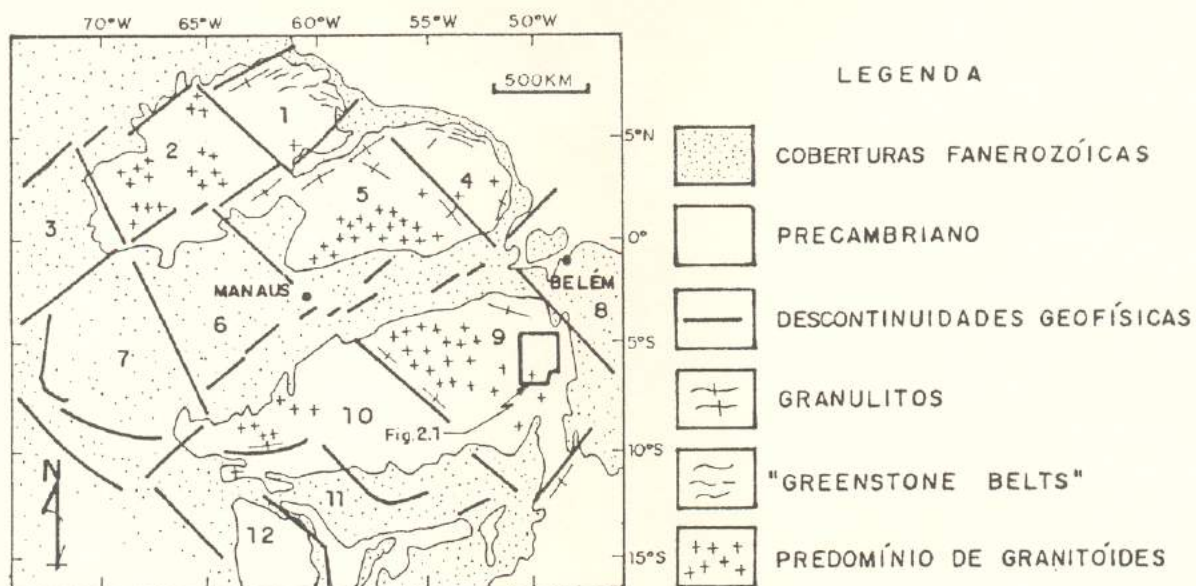 70°W 65°W 60°W 55°W 50°W
500KM
1
5°N
2
4
5
3
0°
MANAUS
BELÉM
6
8
7
9
5°S
10
Fig.2.1
10°S
N
11
12
15°S
LEGENDA
COBERTURAS FANEROZÓICAS
PRECAMBRIANO
DESCONTINUIDADES GEOFÍSICAS
GRANULITOS
"GREENSTONE BELTS"
PREDOMÍNIO DE GRANITÓIDES